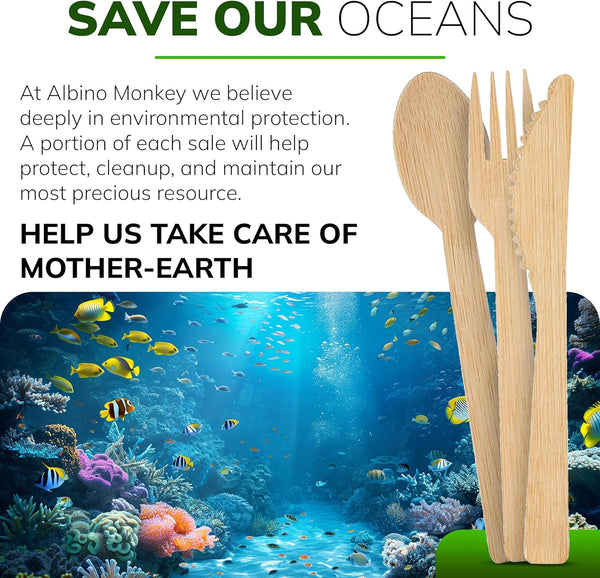 SAVE OUR OCEANS
At Albino Monkey we believe
deeply in environmental protection.
A portion of each sale will help
protect, cleanup, and maintain our
most precious resource.
HELP US TAKE CARE OF
MOTHER-EARTH